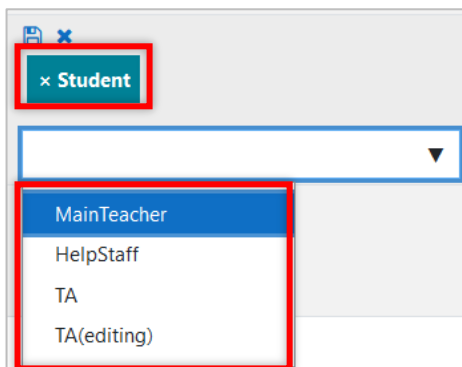 × Student
MainTeacher
HelpStaff
TA
TA(editing)